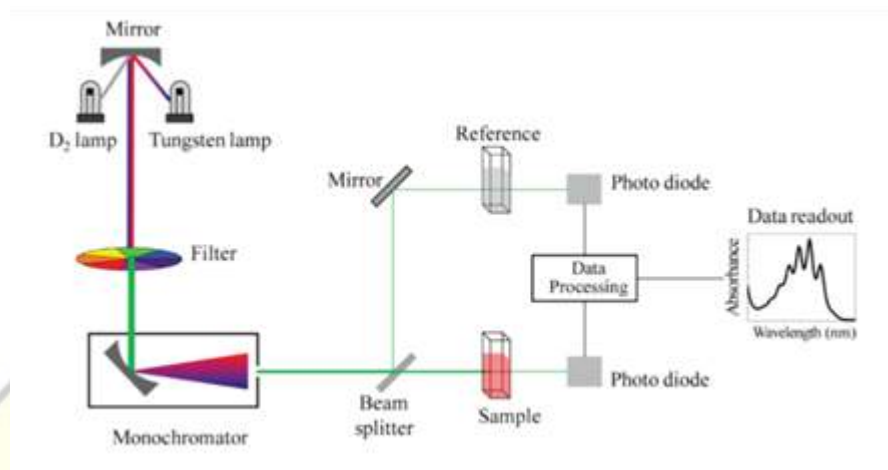 Mirror
D₂ lamp
Tungsten lamp
Filter
Monochromator
Mirror
Beam
splitter
Reference
Sample
Photo diode
Data
Processing
Photo diode
Data readout
Absorbance
Wavelength (nm)